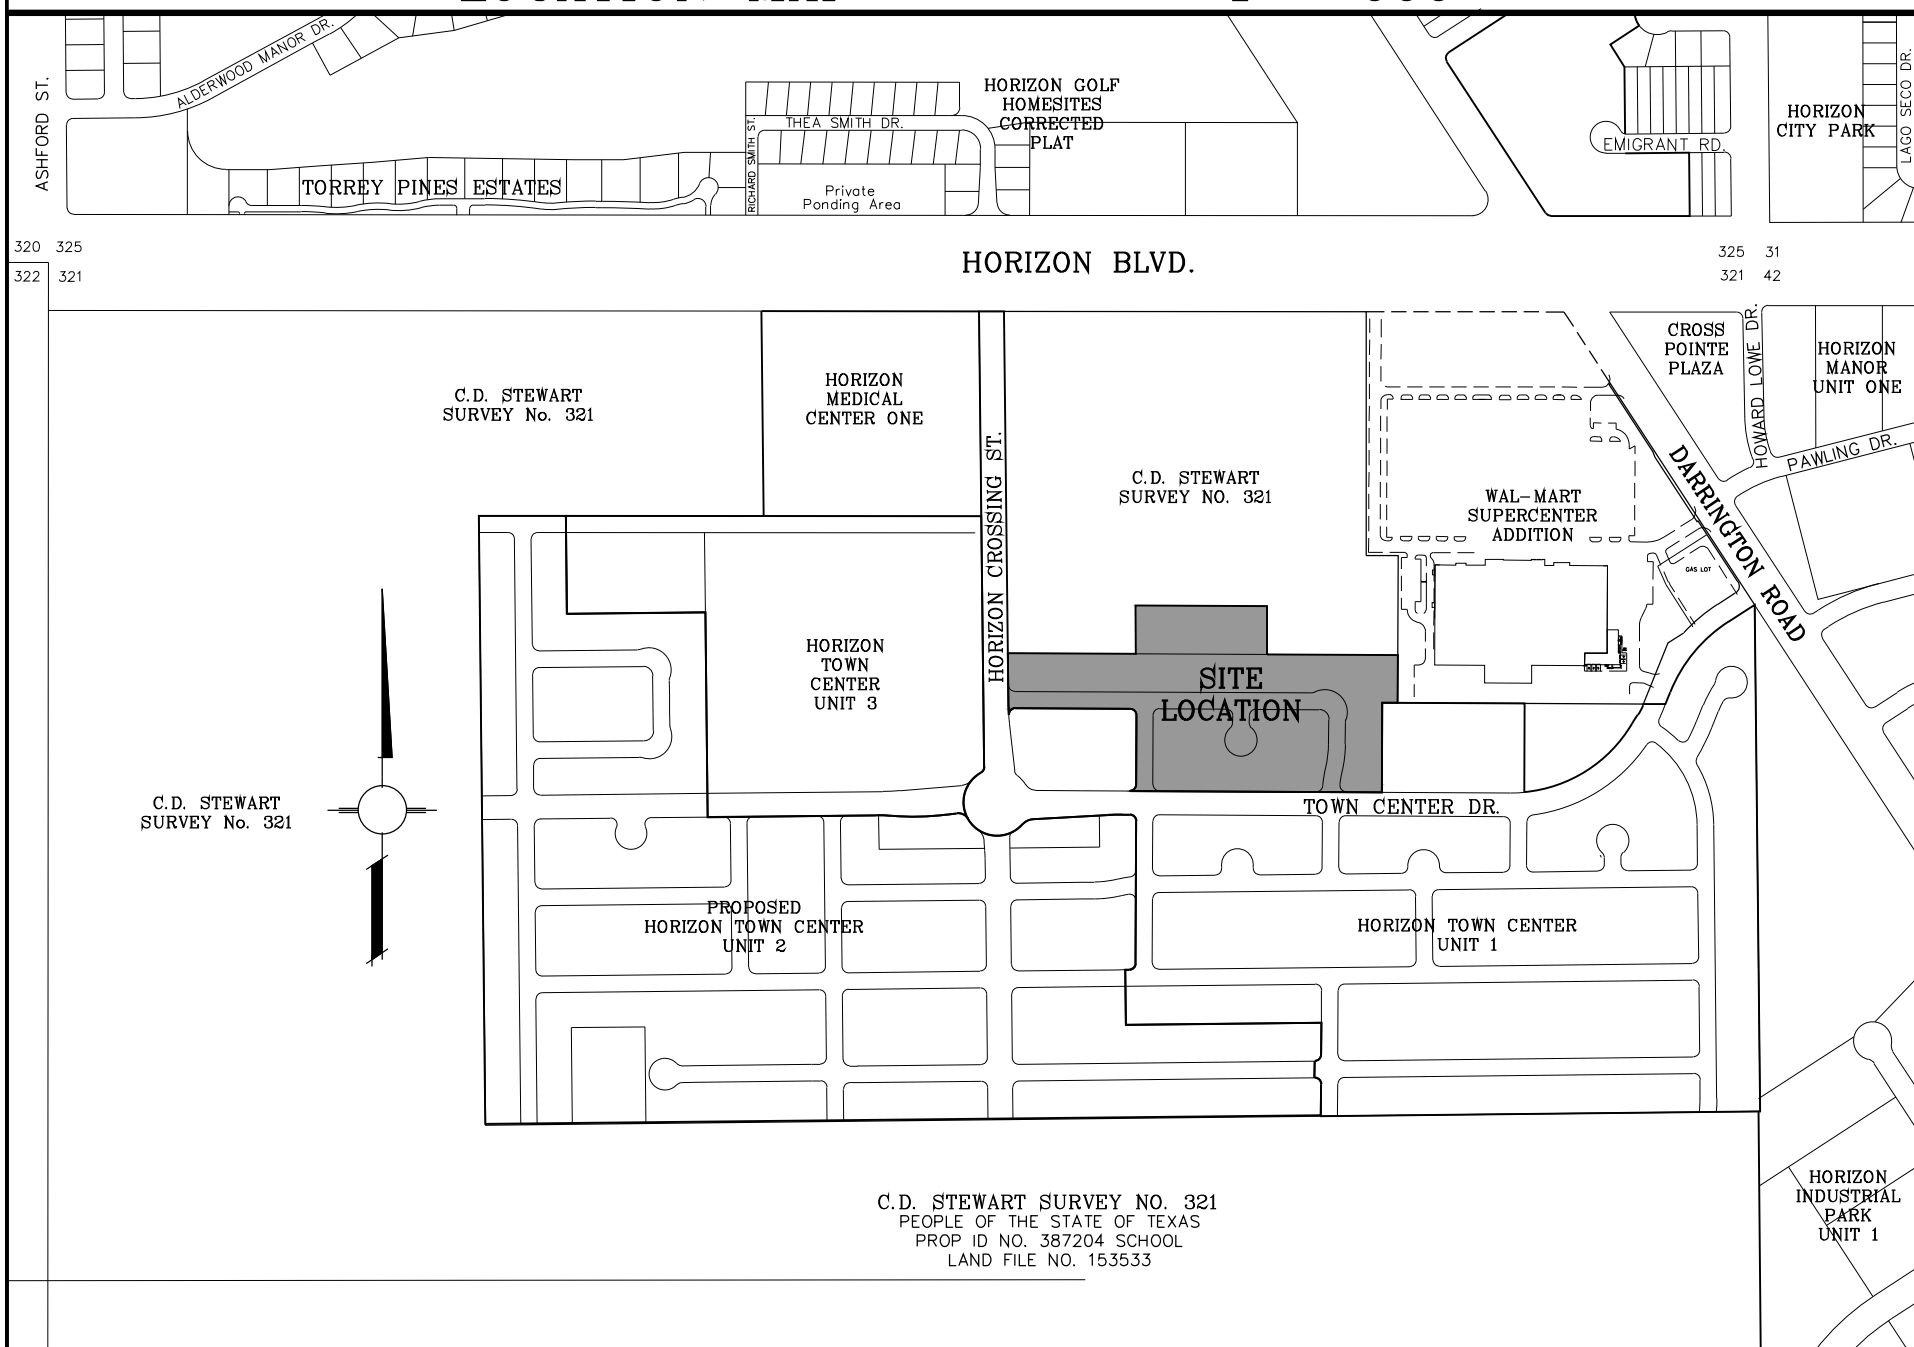 LOCATION MAP
ASHFORD ST.
ALDERWOOD MANOR DR.
TORREY PINES ESTATES
RICHARD SMITH ST.
THEA SMITH DR.
Private
Ponding Area
HORIZON GOLF
HOMESITES
CORRECTED
PLAT
EMIGRANT RD.
HORIZON
CITY PARK
LAGO SECO DR.
320 325
322 321
HORIZON BLVD.
325 31
321 42
C.D. STEWART
SURVEY No. 321
HORIZON
MEDICAL
CENTER ONE
HORIZON CROSSING ST.
C.D. STEWART
SURVEY NO. 321
WAL-MART
SUPERCENTER
ADDITION
GAS LOT
CROSS
POINTE
PLAZA
HOWARD LOWE DR.
HORIZON
MANOR
UNIT ONE
PAWLING DR.
DARRINGTON ROAD
HORIZON
TOWN
CENTER
UNIT 3
SITE
LOCATION
C.D. STEWART
SURVEY No. 321
TOWN CENTER DR.
PROPOSED
HORIZON TOWN CENTER
UNIT 2
HORIZON TOWN CENTER
UNIT 1
C.D. STEWART SURVEY NO. 321
PEOPLE OF THE STATE OF TEXAS
PROP ID NO. 387204 SCHOOL
LAND FILE NO. 153533
HORIZON
INDUSTRIAL
PARK
UNIT 1